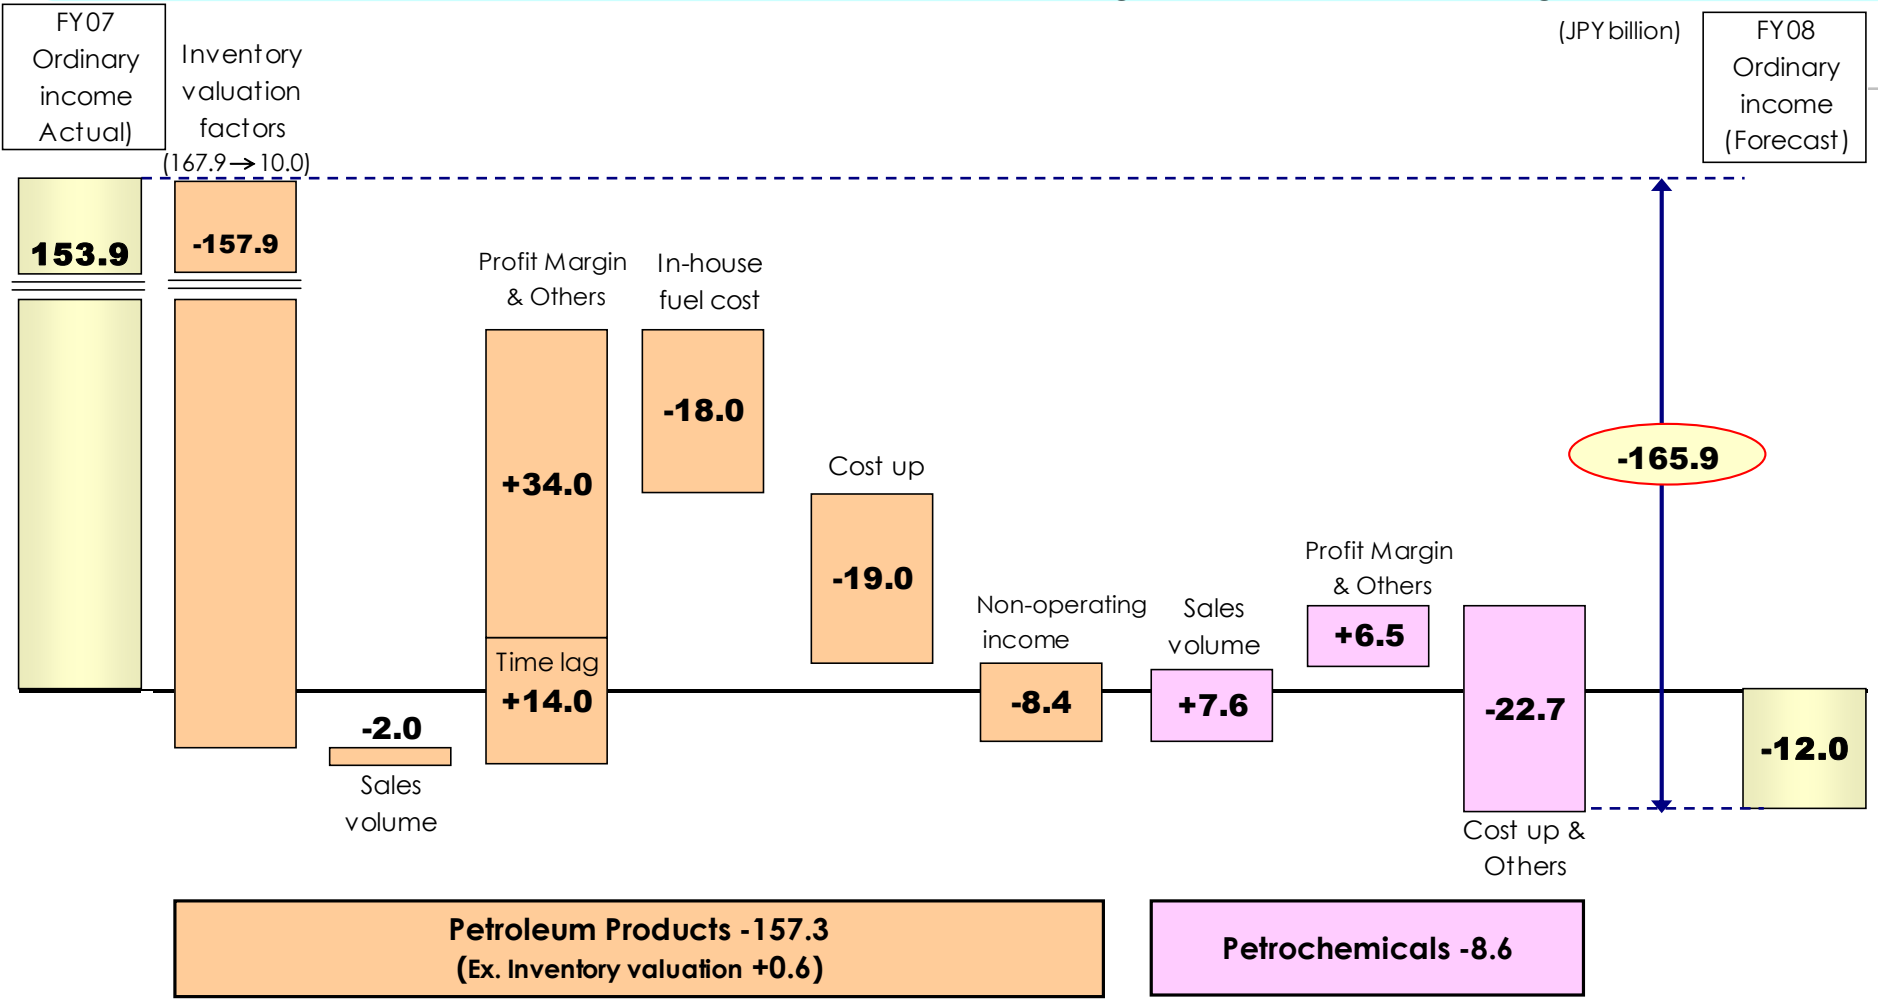 FY07
Ordinary
income
Actual)
Inventory
valuation
factors
(167.9→10.0)
(JPY billion)
FY08
Ordinary
income
(Forecast)
153.9
-157.9
-2.0
Sales
volume
Profit Margin
& Others
+34.0
Time lag
+14.0
In-house
fuel cost
-18.0
Cost up
-19.0
Non-operating
income
-8.4
Sales
volume
+7.6
Profit Margin
& Others
+6.5
-22.7
Cost up &
Others
-165.9
-12.0
Petroleum Products -157.3
(Ex. Inventory valuation +0.6)
Petrochemicals -8.6